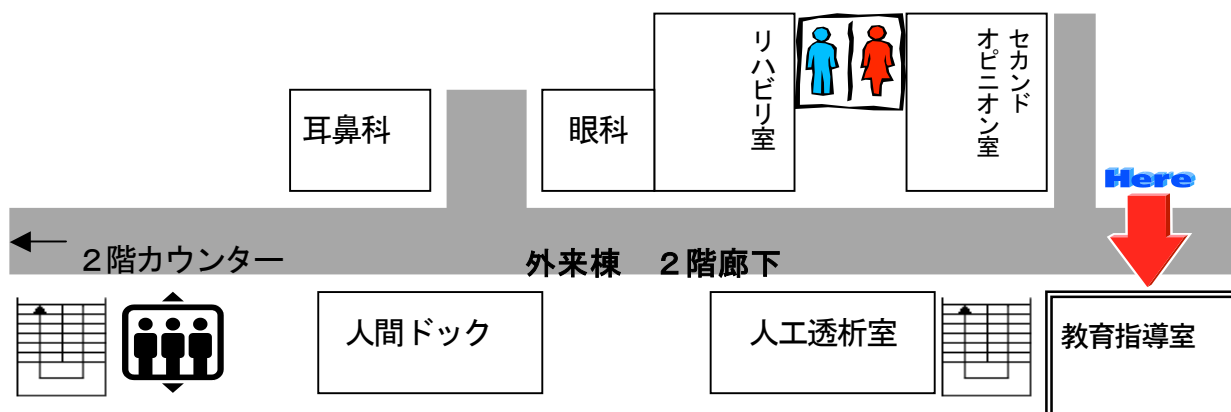 リハビリ室
セカンド
オピニオン室
耳鼻科
眼科
Here
２階カウンター
外来棕　２階廊下
人間ドック
人工透析室
教育指導室